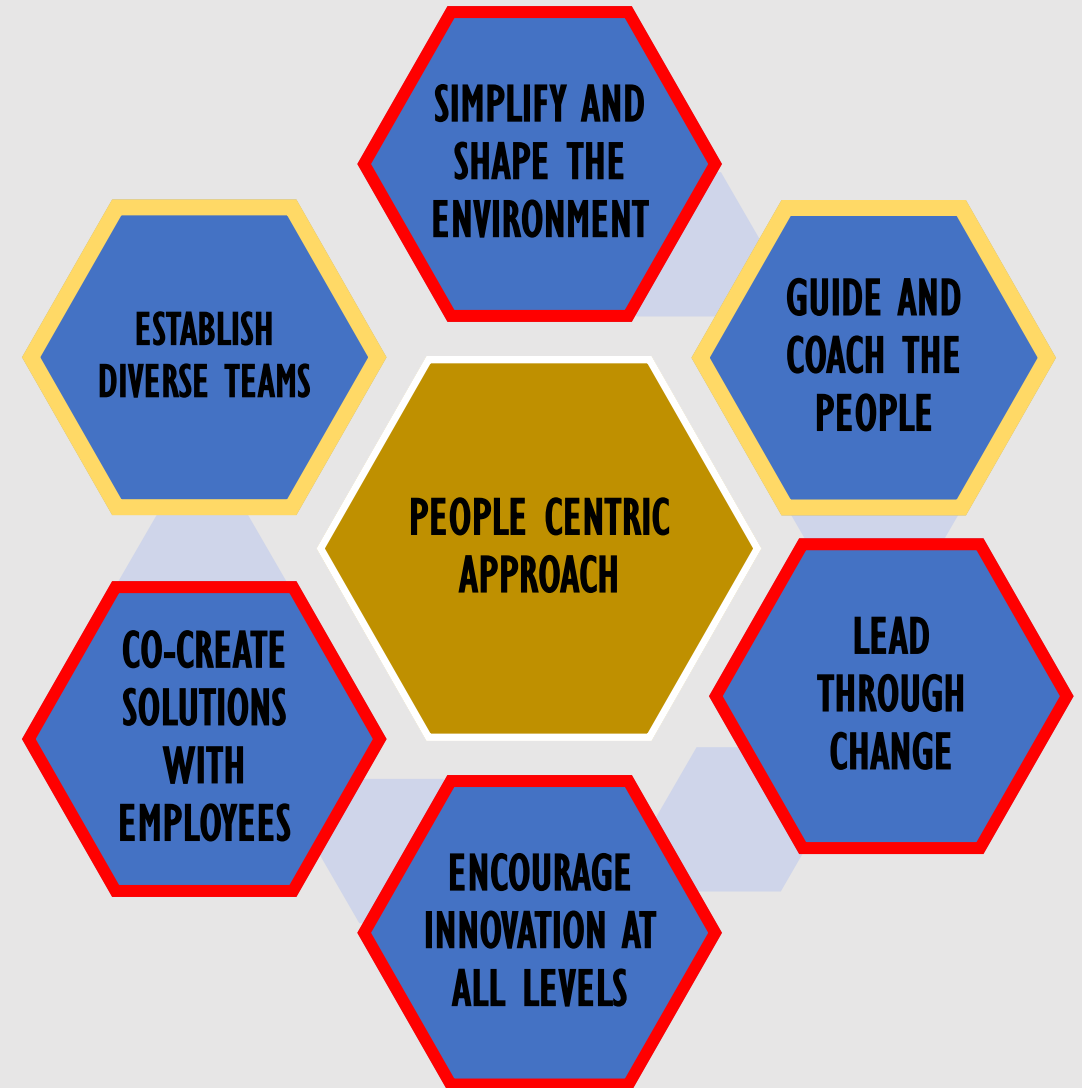 SIMPLIFY AND
SHAPE THE
ENVIRONMENT
GUIDE AND
COACH THE
PEOPLE
LEAD
THROUGH
CHANGE
ENCOURAGE
INNOVATION AT
ALL LEVELS
CO-CREATE
SOLUTIONS
WITH
EMPLOYEES
ESTABLISH
DIVERSE TEAMS
PEOPLE CENTRIC
APPROACH